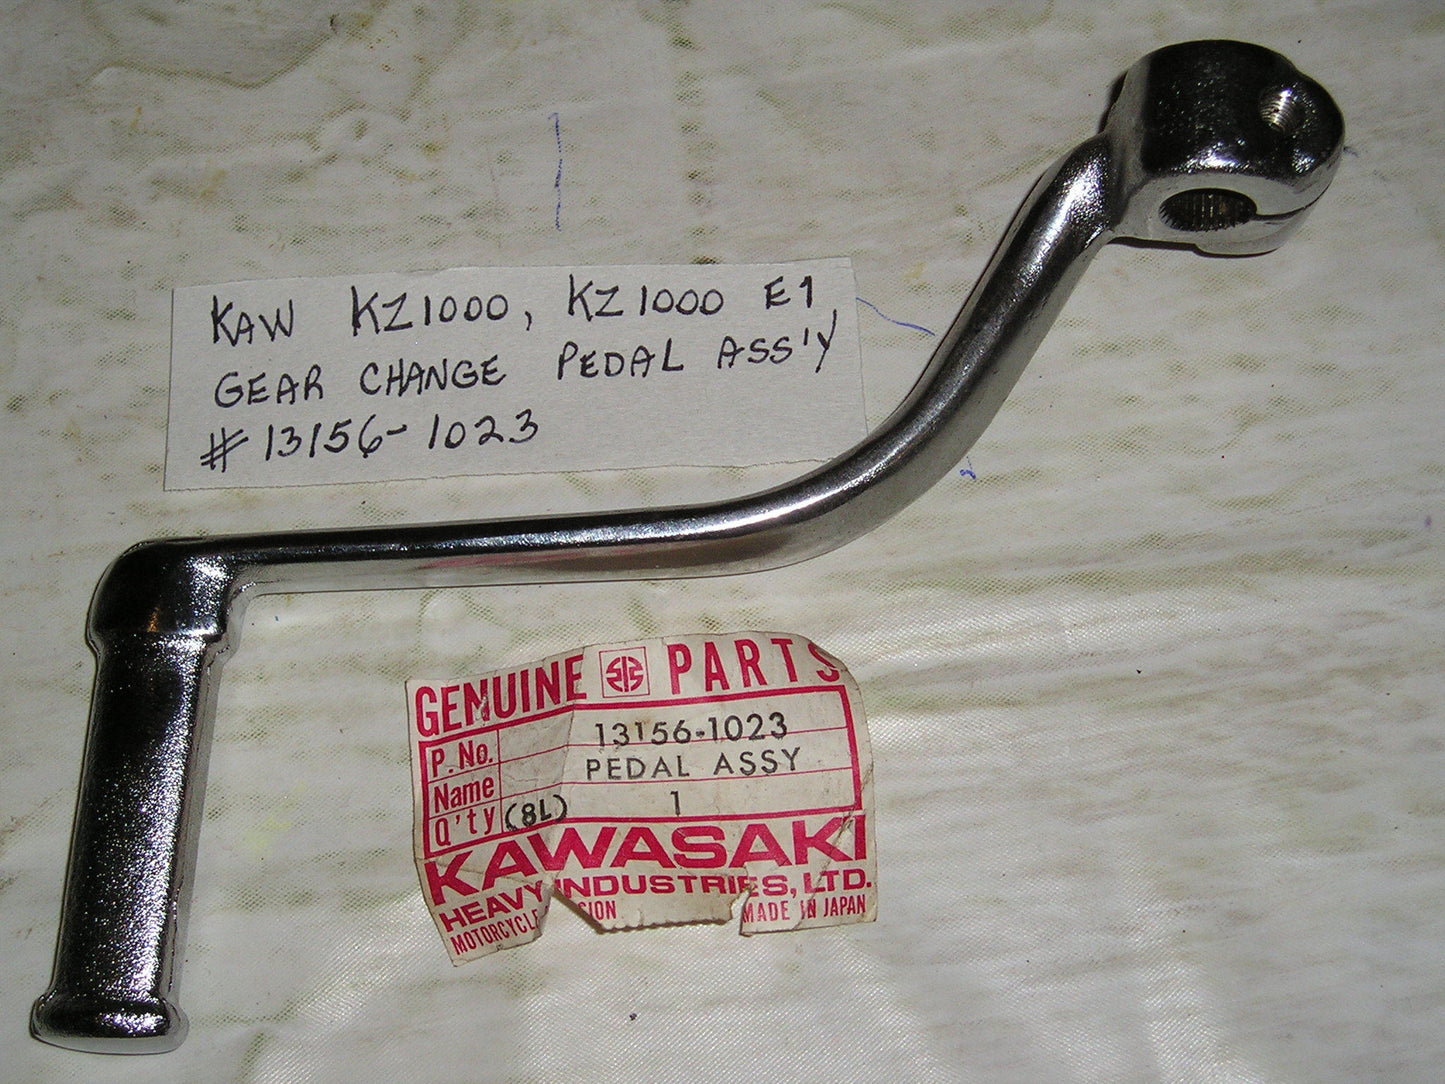 KAW KZ1000, KZ1000 E1
GEAR CHANGE PEDAL ASS'Y
# 13156-1023
GENUINE PARTS
P. No. 13156-1023
Name PEDAL ASSY
Q'ty (8L) 1
KAWASAKI
HEAVY INDUSTRIES, LTD.
MOTORCYCLE MADE IN JAPAN